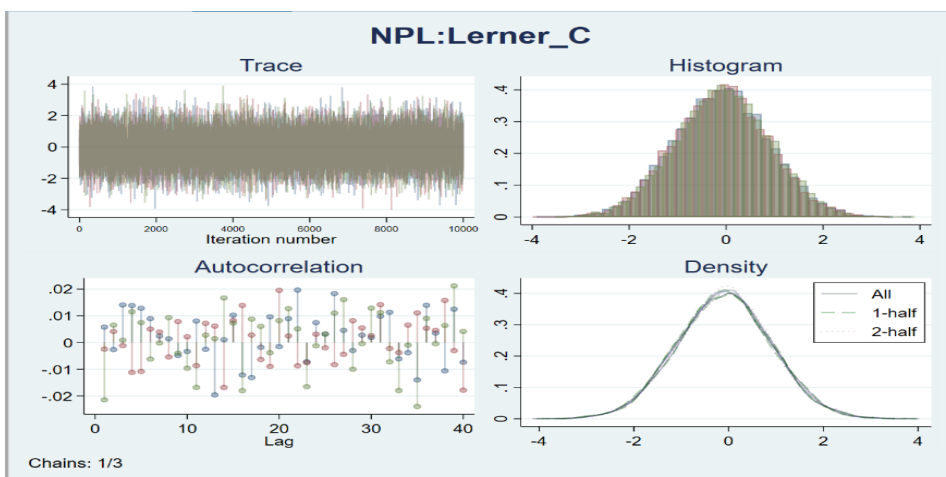 NPL:Lerner_C
Trace
4
2
0
-2
-4
0 2000 4000 6000 8000 10000
Iteration number
Histogram
.4
.3
.2
.1
0
-4 -2 0 2 4
Autocorrelation
.02
.01
0
-.01
-.02
0 10 20 30 40
Lag
Density
.4
.3
.2
.1
0
-4 -2 0 2 4
All
1-half
2-half
Chains: 1/3